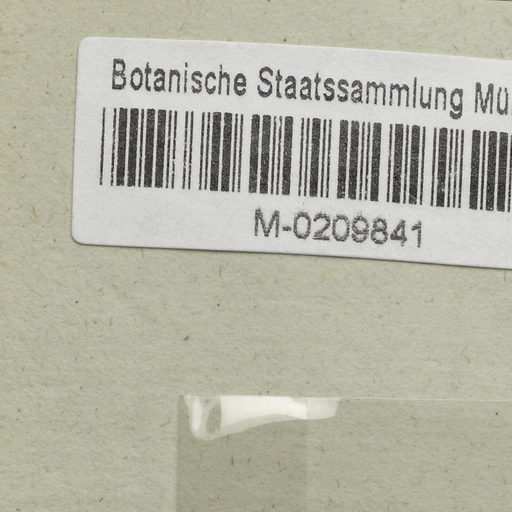 Botanische Staatssammlung Mü
M-0209841